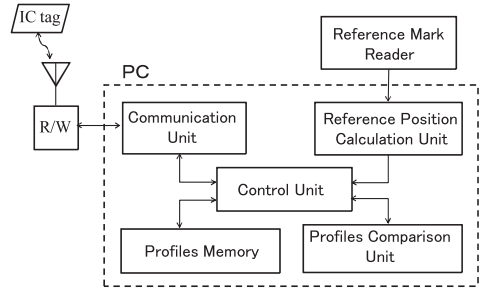 IC tag
Reference Mark
Reader
PC
R/W
Communication
Unit
Reference Position
Calculation Unit
Control Unit
Profiles Memory
Profiles Comparison
Unit